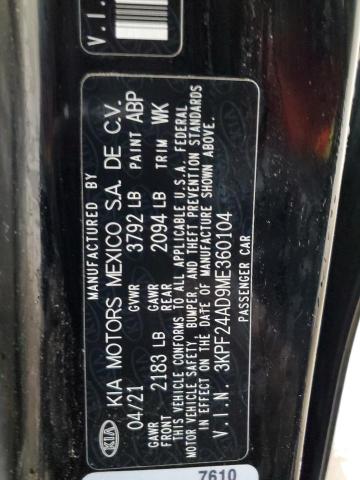 V.I.
MANUFACTURED BY
KIA KIA MOTORS MEXICO S.A. DE C.V.
04/21 GVWR 3792 LB PAINT ABP
GAWR FRONT 2183 LB GAWR REAR 2094 LB TRIM WK
THIS VEHICLE CONFORMS TO ALL APPLICABLE U.S.A. FEDERAL
MOTOR VEHICLE SAFETY, BUMPER, AND THEFT PREVENTION STANDARDS
IN EFFECT ON THE DATE OF MANUFACTURE SHOWN ABOVE.
V.I.N. 3KPF24AD9ME360104
PASSENGER CAR
7610